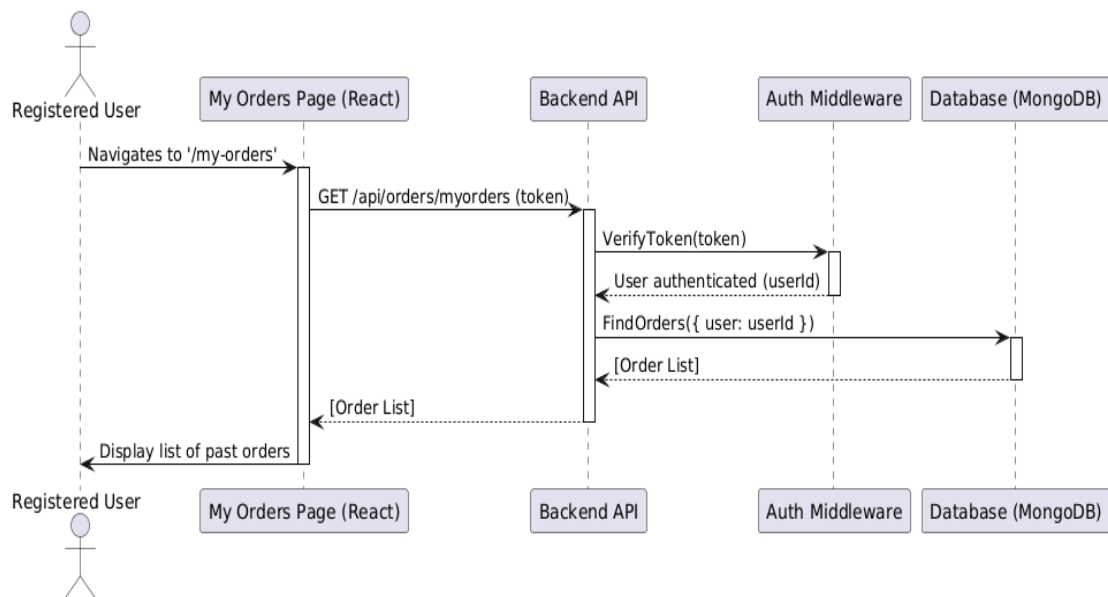 Registered User
My Orders Page (React)
Backend API
Auth Middleware
Database (MongoDB)
Navigates to '/my-orders'
GET /api/orders/myorders (token)
VerifyToken(token)
User authenticated (userId)
FindOrders({ user: userId })
[Order List]
[Order List]
Display list of past orders
Registered User
My Orders Page (React)
Backend API
Auth Middleware
Database (MongoDB)